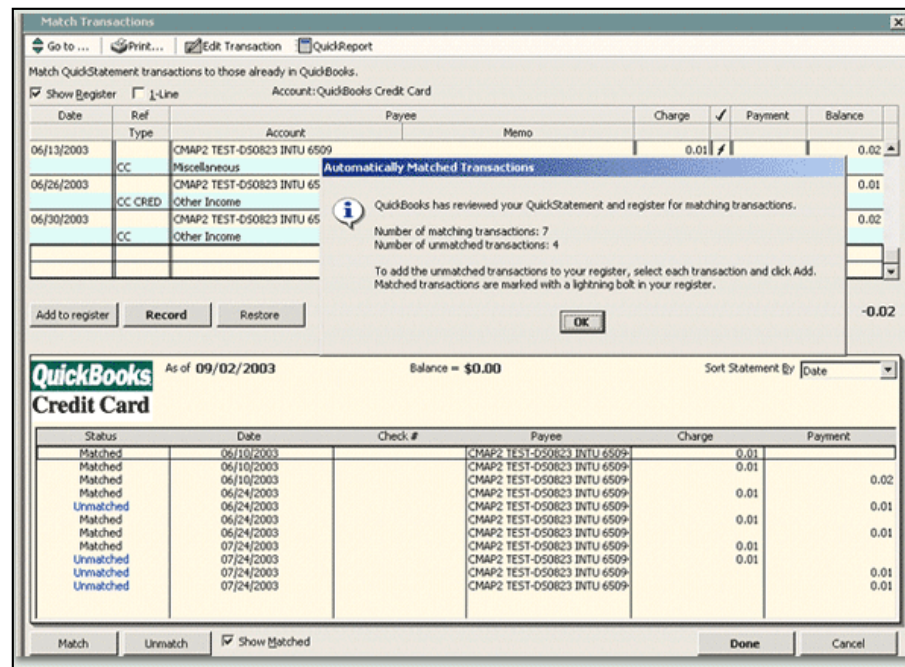 Match Transactions
Go to ... Print... Edit Transaction QuickReport
Match QuickStatement transactions to those already in QuickBooks.
Show Register 1-Line Account:QuickBooks Credit Card
Date Ref Payee Charge ✓ Payment Balance
Type Account Memo
06/13/2003 CMAP2 TEST-DS0823 INTU 6509 0.01 0.02
CC Miscellaneous
06/26/2003 CMAP2 TEST-DS0823 INTU 65 0.01
CC CRED Other Income
06/30/2003 CMAP2 TEST-DS0823 INTU 65 0.02
CC Other Income
Automatically Matched Transactions
QuickBooks has reviewed your QuickStatement and register for matching transactions.
Number of matching transactions: 7
Number of unmatched transactions: 4
To add the unmatched transactions to your register, select each transaction and click Add.
Matched transactions are marked with a lightning bolt in your register.
OK
Add to register Record Restore -0.02
QuickBooks As of 09/02/2003 Balance = $0.00 Sort Statement By Date
Credit Card
Status Date Check # Payee Charge Payment
Matched 06/10/2003 CMAP2 TEST-DS0823 INTU 6509- 0.01
Matched 06/10/2003 CMAP2 TEST-DS0823 INTU 6509- 0.01
Matched 06/10/2003 CMAP2 TEST-DS0823 INTU 6509- 0.02
Matched 06/24/2003 CMAP2 TEST-DS0823 INTU 6509- 0.01
Unmatched 06/24/2003 CMAP2 TEST-DS0823 INTU 6509- 0.01
Matched 06/24/2003 CMAP2 TEST-DS0823 INTU 6509- 0.01
Matched 06/24/2003 CMAP2 TEST-DS0823 INTU 6509- 0.01
Matched 07/24/2003 CMAP2 TEST-DS0823 INTU 6509- 0.01
Unmatched 07/24/2003 CMAP2 TEST-DS0823 INTU 6509- 0.01
Unmatched 07/24/2003 CMAP2 TEST-DS0823 INTU 6509- 0.01
Unmatched 07/24/2003 CMAP2 TEST-DS0823 INTU 6509- 0.01
Match Unmatch Show Matched Done Cancel